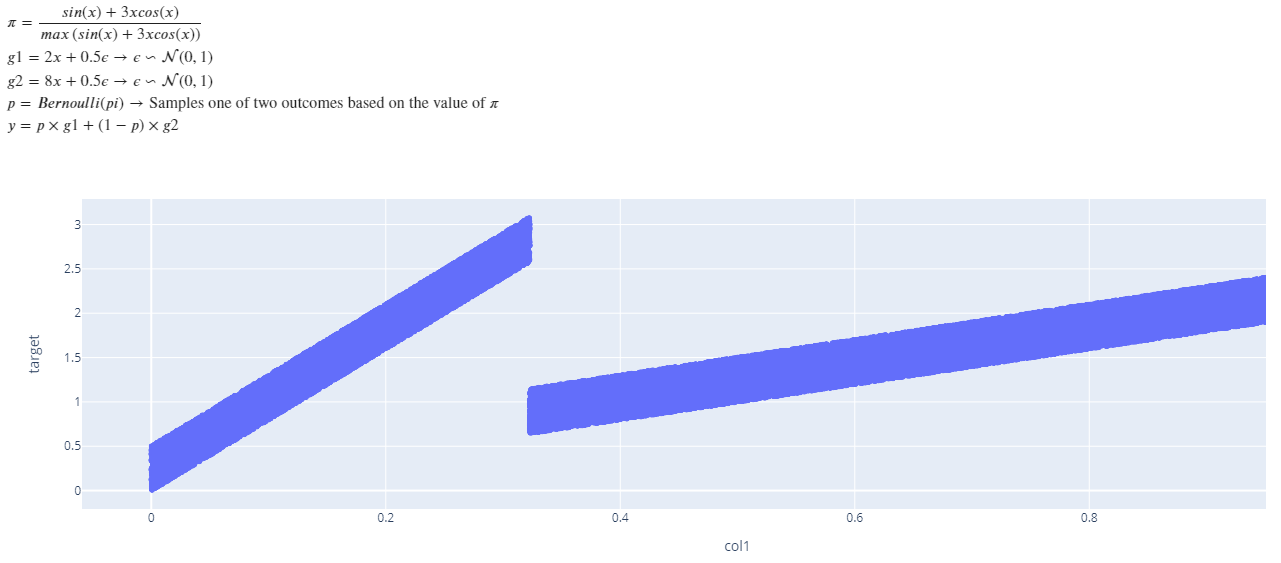 π = sin(x) + 3xcos(x) / max (sin(x) + 3xcos(x))
g1 = 2x + 0.5ϵ → ϵ ∽ 𝒩(0, 1)
g2 = 8x + 0.5ϵ → ϵ ∽ 𝒩(0, 1)
p = Bernoulli(pi) → Samples one of two outcomes based on the value of π
y = p × g1 + (1 − p) × g2
3
2.5
2
1.5
1
0.5
0
target
0 0.2 0.4 0.6 0.8
col1